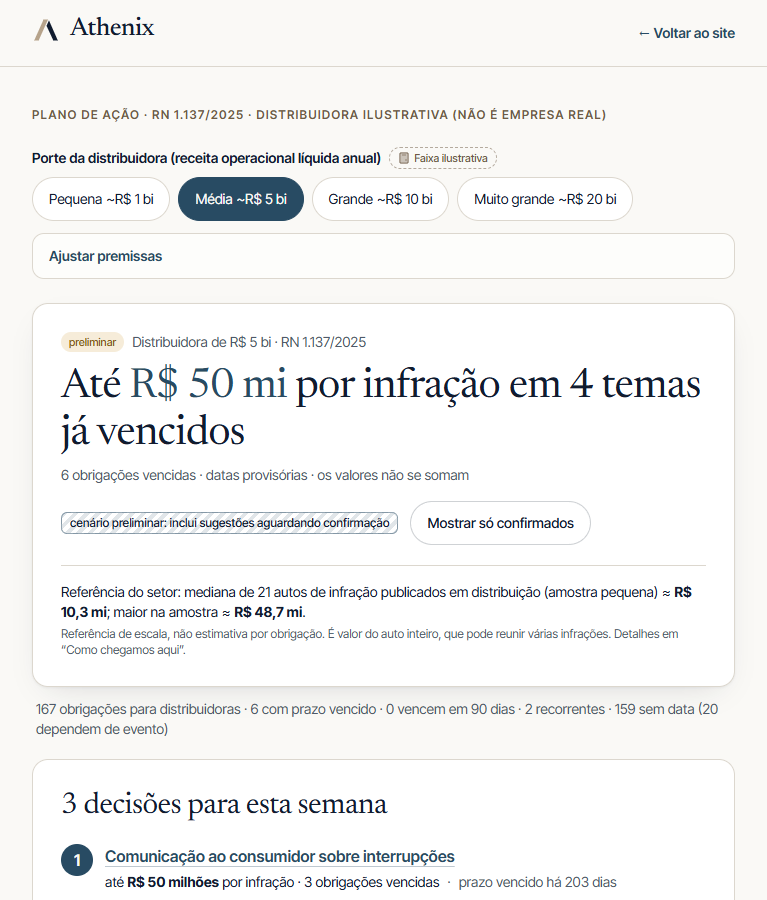 Athenix
← Voltar ao site
PLANO DE AÇÃO · RN 1.137/2025 · DISTRIBUIDORA ILUSTRATIVA (NÃO É EMPRESA REAL)
Porte da distribuidora (receita operacional líquida anual)
Faixa ilustrativa
Pequena ~R$ 1 bi
Média ~R$ 5 bi
Grande ~R$ 10 bi
Muito grande ~R$ 20 bi
Ajustar premissas
preliminar
Distribuidora de R$ 5 bi · RN 1.137/2025
Até R$ 50 mi por infração em 4 temas
já vencidos
6 obrigações vencidas · datas provisórias · os valores não se somam
cenário preliminar: inclui sugestões aguardando confirmação
Mostrar só confirmados
Referência do setor: mediana de 21 autos de infração publicados em distribuição (amostra pequena) ≈ R$
10,3 mi; maior na amostra ≈ R$ 48,7 mi.
Referência de escala, não estimativa por obrigação. É valor do auto inteiro, que pode reunir várias infrações. Detalhes em
“Como chegamos aqui”.
167 obrigações para distribuidoras · 6 com prazo vencido · 0 vencem em 90 dias · 2 recorrentes · 159 sem data (20
dependem de evento)
3 decisões para esta semana
1
Comunicação ao consumidor sobre interrupções
até R$ 50 milhões por infração · 3 obrigações vencidas · prazo vencido há 203 dias